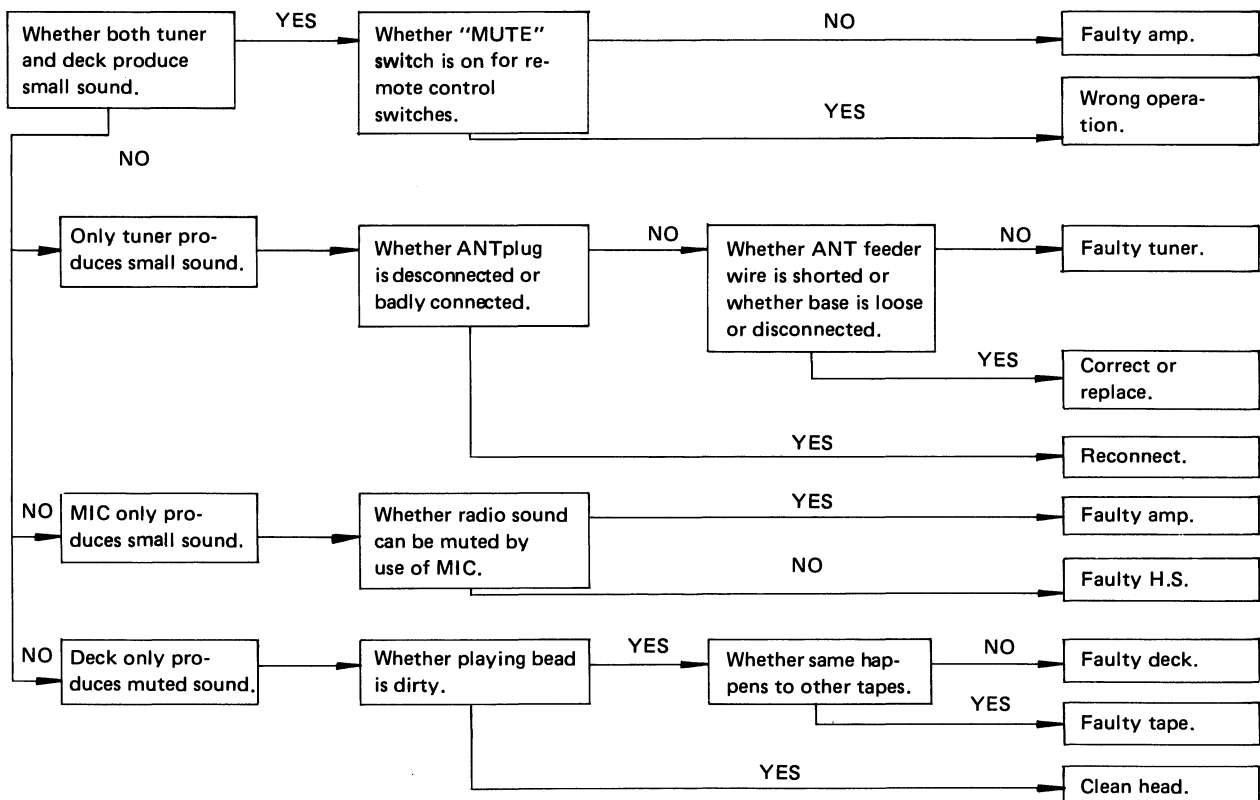 Whether both tuner
and deck produce
small sound.
YES
Whether "MUTE"
switch is on for re-
mote control
switches.
NO
Faulty amp.
YES
Wrong opera-
tion.
NO
Only tuner pro-
duces small sound.
Whether ANTplug
is desconnected or
badly connected.
NO
Whether ANT feeder
wire is shorted or
whether base is loose
or disconnected.
NO
Faulty tuner.
YES
Correct or
replace.
YES
Reconnect.
NO
MIC only pro-
duces small sound.
Whether radio sound
can be muted by
use of MIC.
YES
Faulty amp.
NO
Faulty H.S.
NO
Deck only pro-
duces muted sound.
Whether playing bead
is dirty.
YES
Whether same hap-
pens to other tapes.
NO
Faulty deck.
YES
Faulty tape.
YES
Clean head.